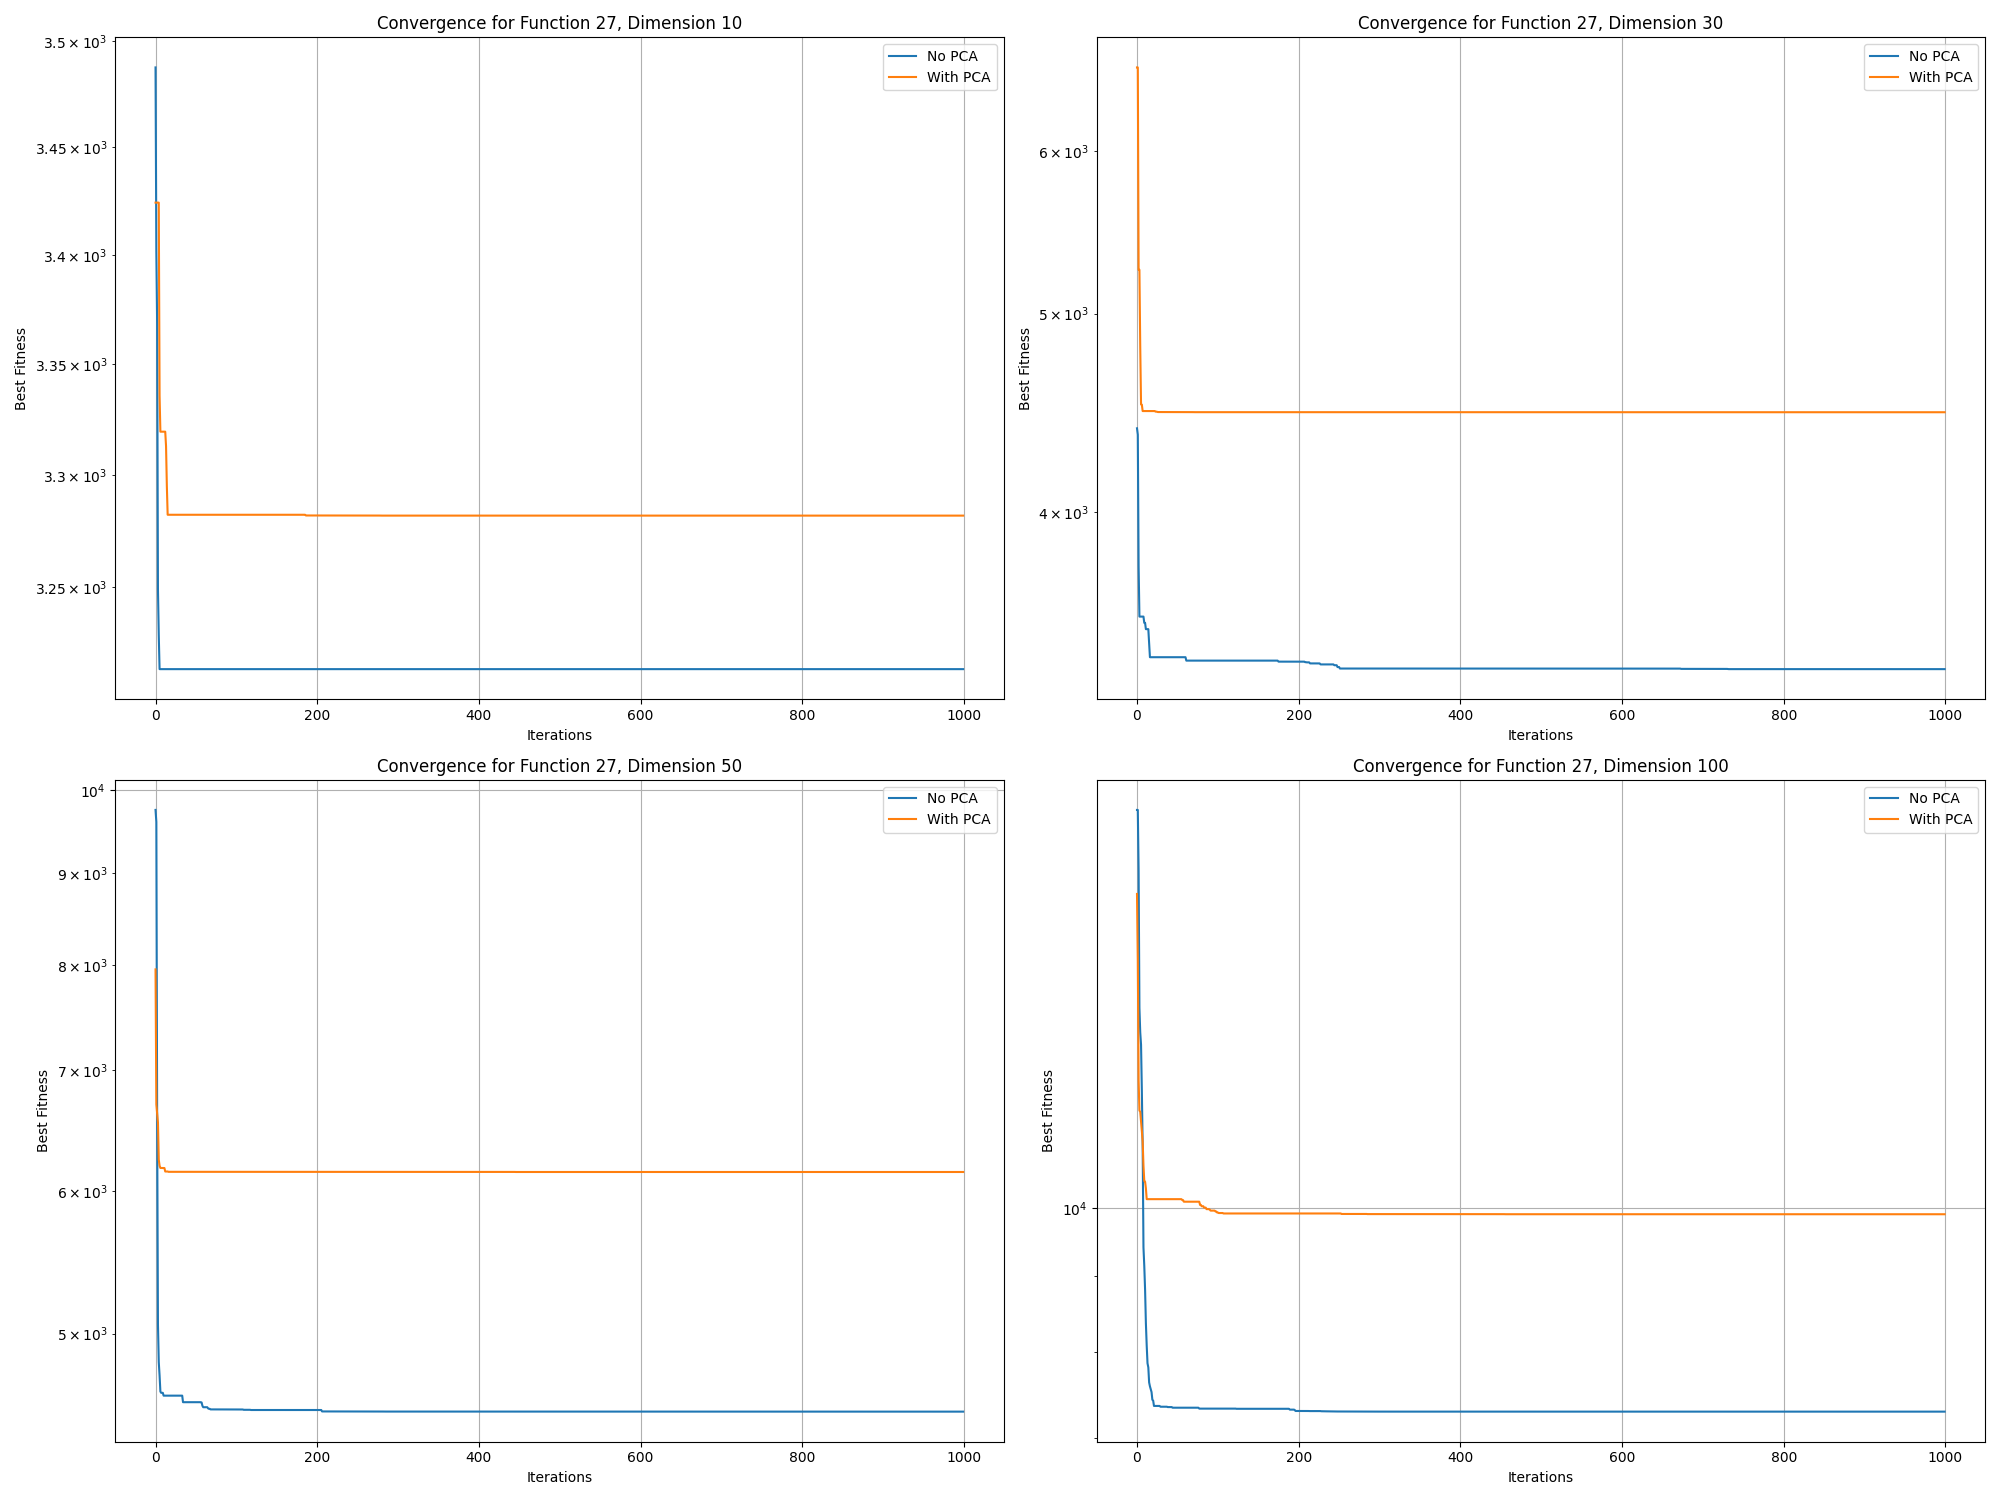 Convergence for Function 27, Dimension 10
3.5 × 10³
3.45 × 10³
3.4 × 10³
3.35 × 10³
3.3 × 10³
3.25 × 10³
Best Fitness
No PCA
With PCA
0 200 400 600 800 1000
Iterations
Convergence for Function 27, Dimension 30
6 × 10³
5 × 10³
4 × 10³
Best Fitness
No PCA
With PCA
0 200 400 600 800 1000
Iterations
Convergence for Function 27, Dimension 50
10⁴
9 × 10³
8 × 10³
7 × 10³
6 × 10³
5 × 10³
Best Fitness
No PCA
With PCA
0 200 400 600 800 1000
Iterations
Convergence for Function 27, Dimension 100
10⁴
Best Fitness
No PCA
With PCA
0 200 400 600 800 1000
Iterations